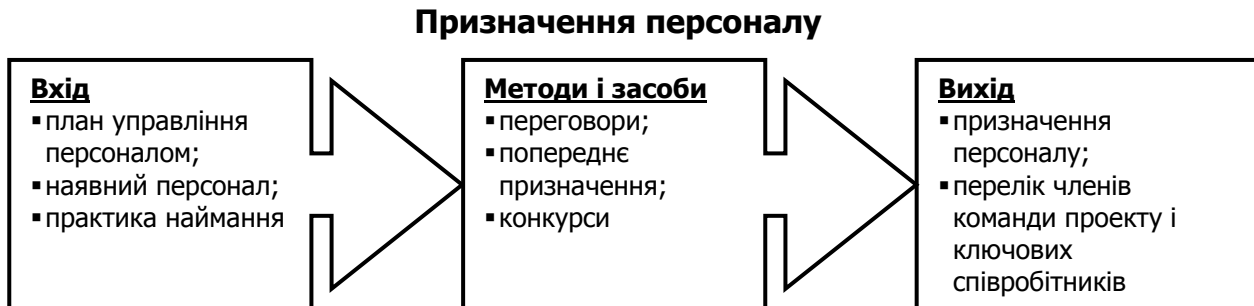 Призначення персоналу
Вхід
▪план управління
персоналом;
▪наявний персонал;
▪практика наймання
Методи і засоби
▪переговори;
▪попереднє
призначення;
▪конкурси
Вихід
▪призначення
персоналу;
▪перелік членів
команди проекту і
ключових
співробітників